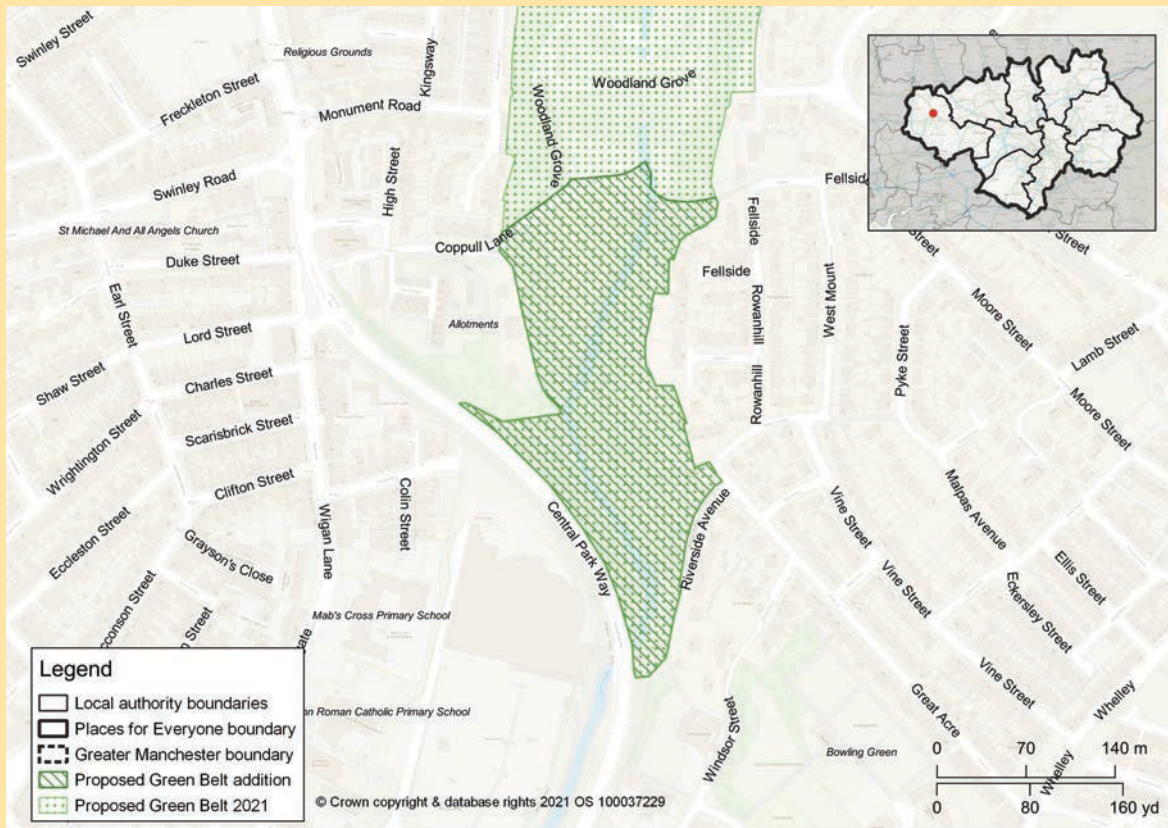 Swinley Street
Religious Grounds
Kingsway
Freckleton Street
Monument Road
Woodland Grove
Woodland Grove
Swinley Road
High Street
St Michael And All Angels Church
Coppull Lane
Duke Street
Earl Street
Lord Street
Allotments
Shaw Street
Charles Street
Wrightington Street
Scarisbrick Street
Clifton Street
Eccleston Street
Grayson's Close
Wigan Lane
Colin Street
Central Park Way
Riverside Avenue
Fellside
Fellside
Fellside
Rowanhill
Rowanhill
West Mount
Pyke Street
Street
Street
Moore Street
Moore Street
Lamb Street
Malpas Avenue
Vine Street
Vine Street
Vine Street
Ellis Street
Eckersley Street
Whelley
Whelley
Great Acre
Windsor Street
Bowling Green
Mab's Cross Primary School
cconson Street
n Street
ate
nn Roman Catholic Primary School
Legend
Local authority boundaries
Places for Everyone boundary
Greater Manchester boundary
Proposed Green Belt addition
Proposed Green Belt 2021
© Crown copyright & database rights 2021 OS 100037229
0 70 140 m
0 80 160 yd